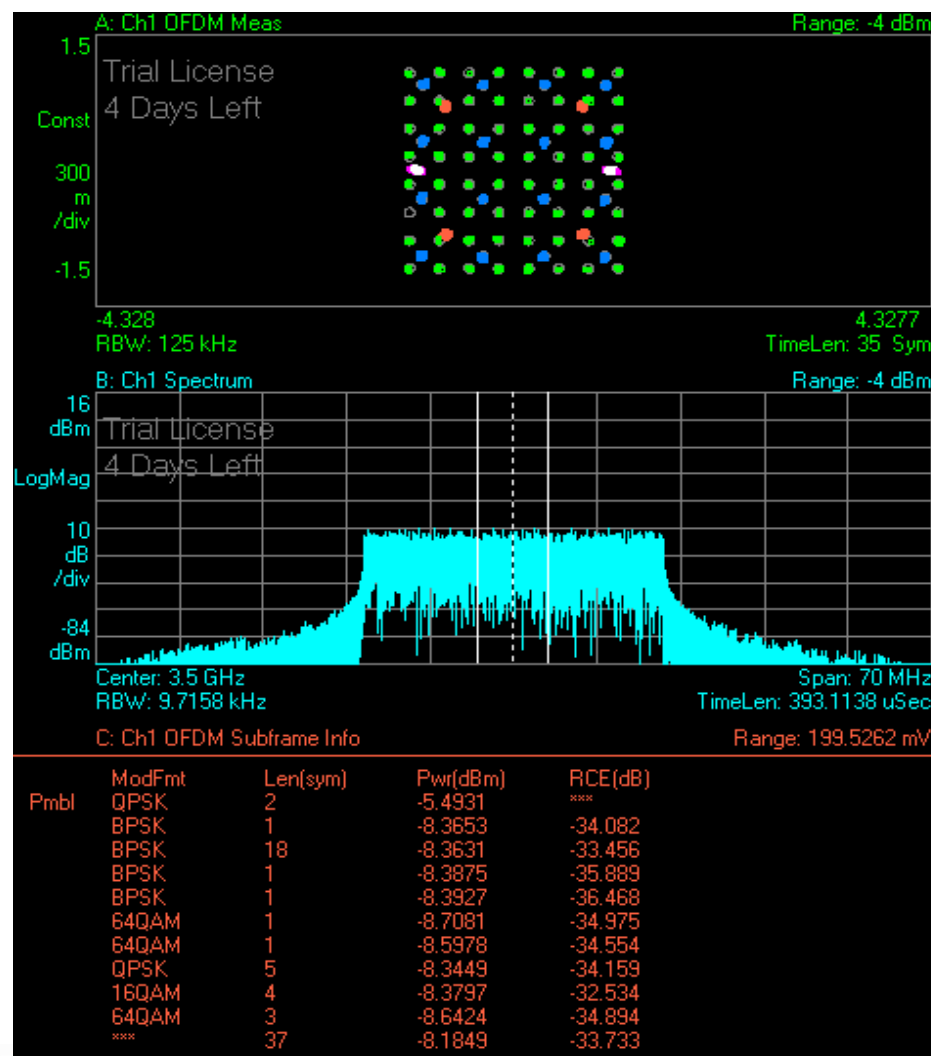 A: Ch1 OFDM Meas Range: -4 dBm
1.5
Trial License
4 Days Left
Const
300
m
/div
-1.5
-4.328 4.3277
RBW: 125 kHz TimeLen: 35 Sym
B: Ch1 Spectrum Range: -4 dBm
16
dBm
Trial License
4 Days Left
LogMag
10
dB
/div
-84
dBm
Center: 3.5 GHz Span: 70 MHz
RBW: 9.7158 kHz TimeLen: 393.1138 uSec
C: Ch1 OFDM Subframe Info Range: 199.5262 mV
ModFmt Len(sym) Pwr(dBm) RCE(dB)
Pmbl QPSK 2 -5.4931 ***
BPSK 1 -8.3653 -34.082
BPSK 18 -8.3631 -33.456
BPSK 1 -8.3875 -35.889
BPSK 1 -8.3927 -36.468
64QAM 1 -8.7081 -34.975
64QAM 1 -8.5978 -34.554
QPSK 5 -8.3449 -34.159
16QAM 4 -8.3797 -32.534
64QAM 3 -8.6424 -34.894
*** 37 -8.1849 -33.733